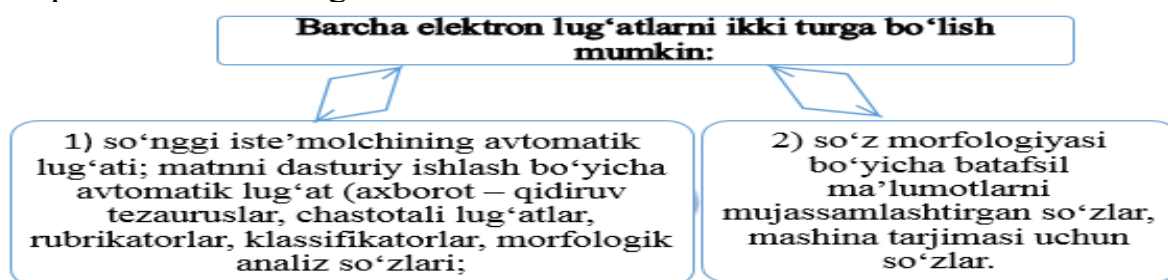 Barcha elektron lug‘atlarni ikki turga bo‘lish
mumkin:
1) so‘nggi iste’molchining avtomatik
lug‘ati; matnni dasturiy ishlash bo‘yicha
avtomatik lug‘at (axborot – qidiruv
tezauruslar, chastotali lug‘atlar,
rubrikatorlar, klassifikatorlar, morfologik
analiz so‘zlari;
2) so‘z morfologiyasi
bo‘yicha batafsil
ma’lumotlarni
mujassamlashtirgan so‘zlar,
mashina tarjimasi uchun
so‘zlar.